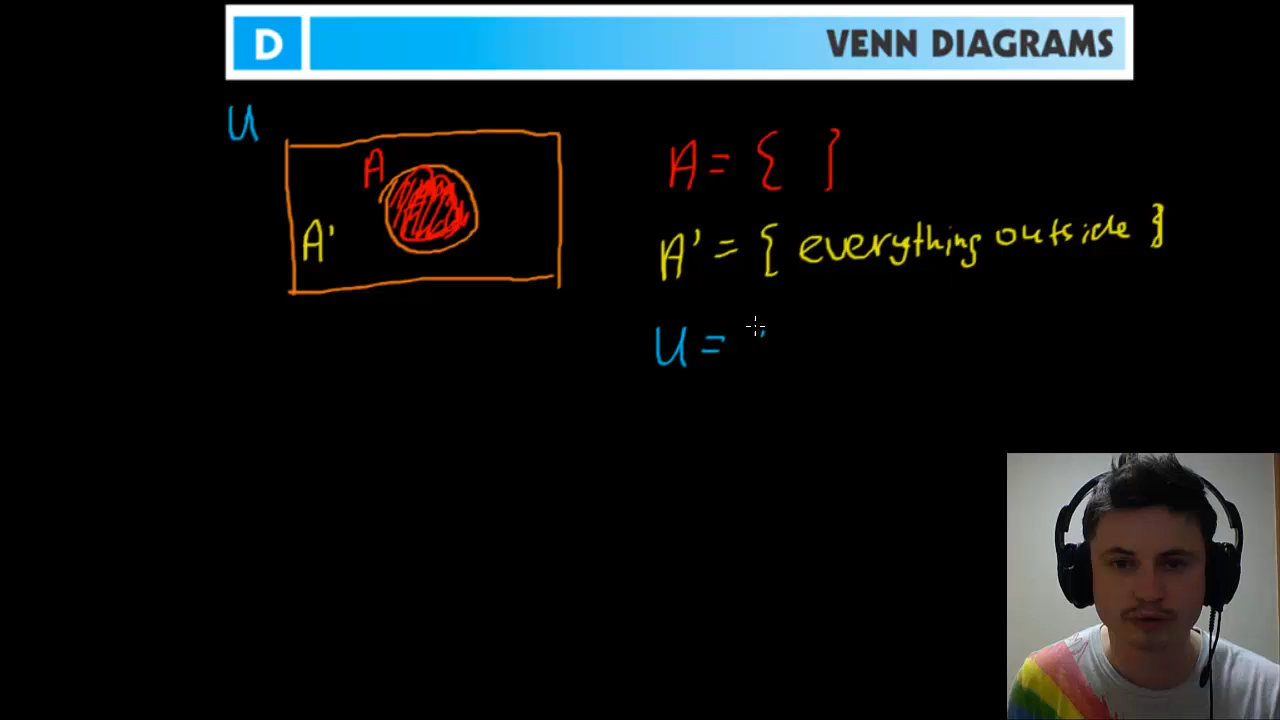 D VENN DIAGRAMS
U
A
A'
A = { }
A' = { everything outside }
U =